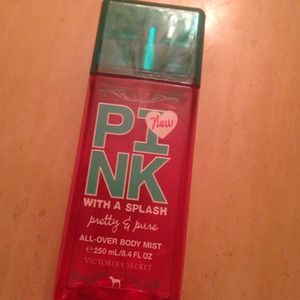 PI
New
NK
WITH A SPLASH
pretty & pure
ALL-OVER BODY MIST
e 250 mL/8.4 FL OZ
VICTORIA'S SECRET